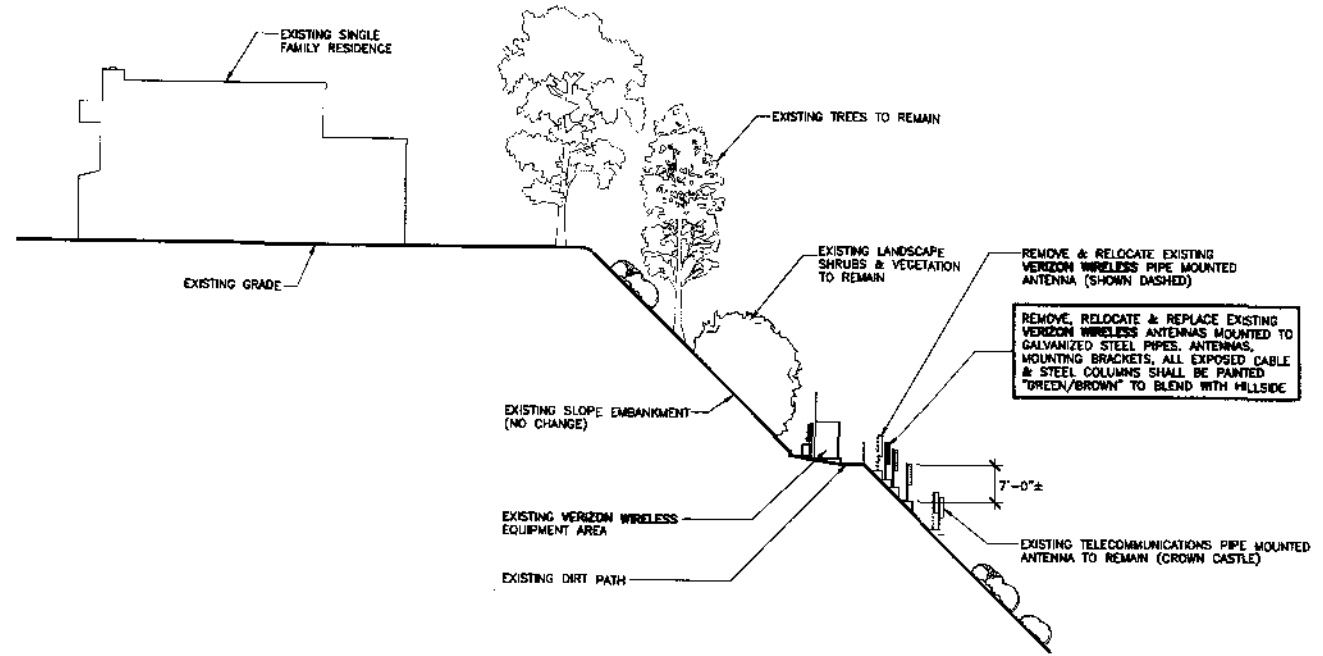 EXISTING SINGLE
FAMILY RESIDENCE
EXISTING TREES TO REMAIN
EXISTING GRADE
EXISTING LANDSCAPE
SHRUBS & VEGETATION
TO REMAIN
REMOVE & RELOCATE EXISTING
VERIZON WIRELESS PIPE MOUNTED
ANTENNA (SHOWN DASHED)
REMOVE, RELOCATE & REPLACE EXISTING
VERIZON WIRELESS ANTENNAS MOUNTED TO
GALVANIZED STEEL PIPES. ANTENNAS,
MOUNTING BRACKETS, ALL EXPOSED CABLE
& STEEL COLUMNS SHALL BE PAINTED
"GREEN/BROWN" TO BLEND WITH HILLSIDE
EXISTING SLOPE EMBANKMENT
(NO CHANGE)
7'-0"±
EXISTING VERIZON WIRELESS
EQUIPMENT AREA
EXISTING TELECOMMUNICATIONS PIPE MOUNTED
ANTENNA TO REMAIN (CROWN CASTLE)
EXISTING DIRT PATH